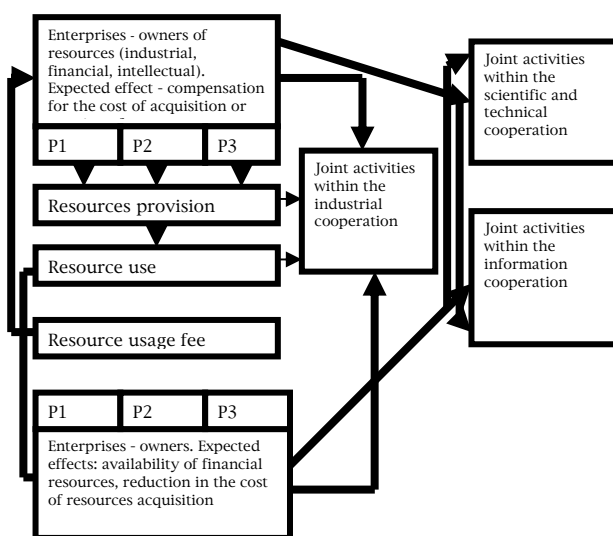 Enterprises - owners of
resources (industrial,
financial, intellectual).
Expected effect - compensation
for the cost of acquisition or
P1 P2 P3
Resources provision
Resource use
Resource usage fee
P1 P2 P3
Enterprises - owners. Expected
effects: availability of financial
resources, reduction in the cost
of resources acquisition
Joint activities
within the
industrial
cooperation
Joint activities
within the
scientific and
technical
cooperation
Joint activities
within the
information
cooperation